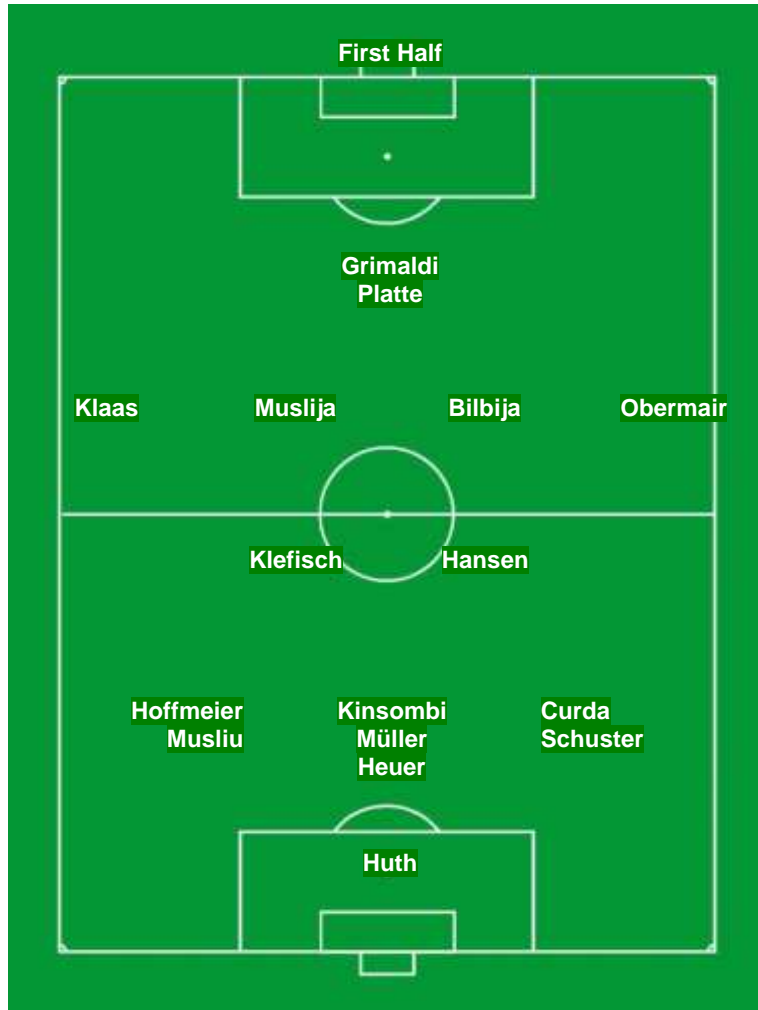 First Half
Grimaldi
Platte
Klaas Muslija Bilbija Obermair
Klefisch Hansen
Hoffmeier Kinsombi Curda
Musliu Müller Schuster
Heuer
Huth